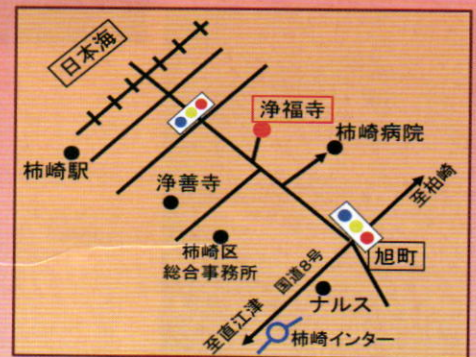 日本海
浄福寺
柿崎病院
柿崎駅
浄善寺
至柏崎
柿崎区
総合事務所
旭町
国道8号
ナルス
至直江津
柿崎インター